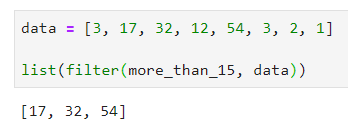 data = [3, 17, 32, 12, 54, 3, 2, 1]
list(filter(more_than_15, data))
[17, 32, 54]